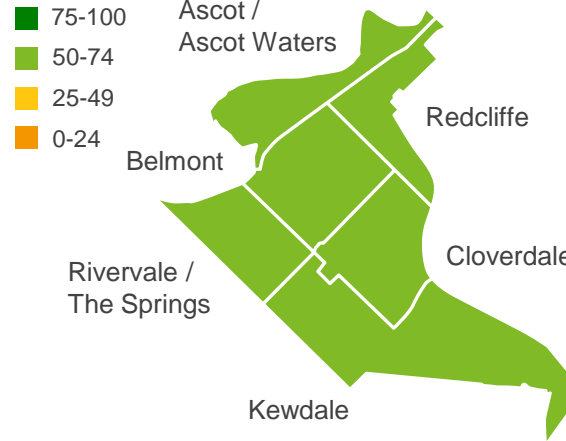 75-100
50-74
25-49
0-24
Ascot /
Ascot Waters
Redcliffe
Belmont
Cloverdale
Rivervale /
The Springs
Kewdale